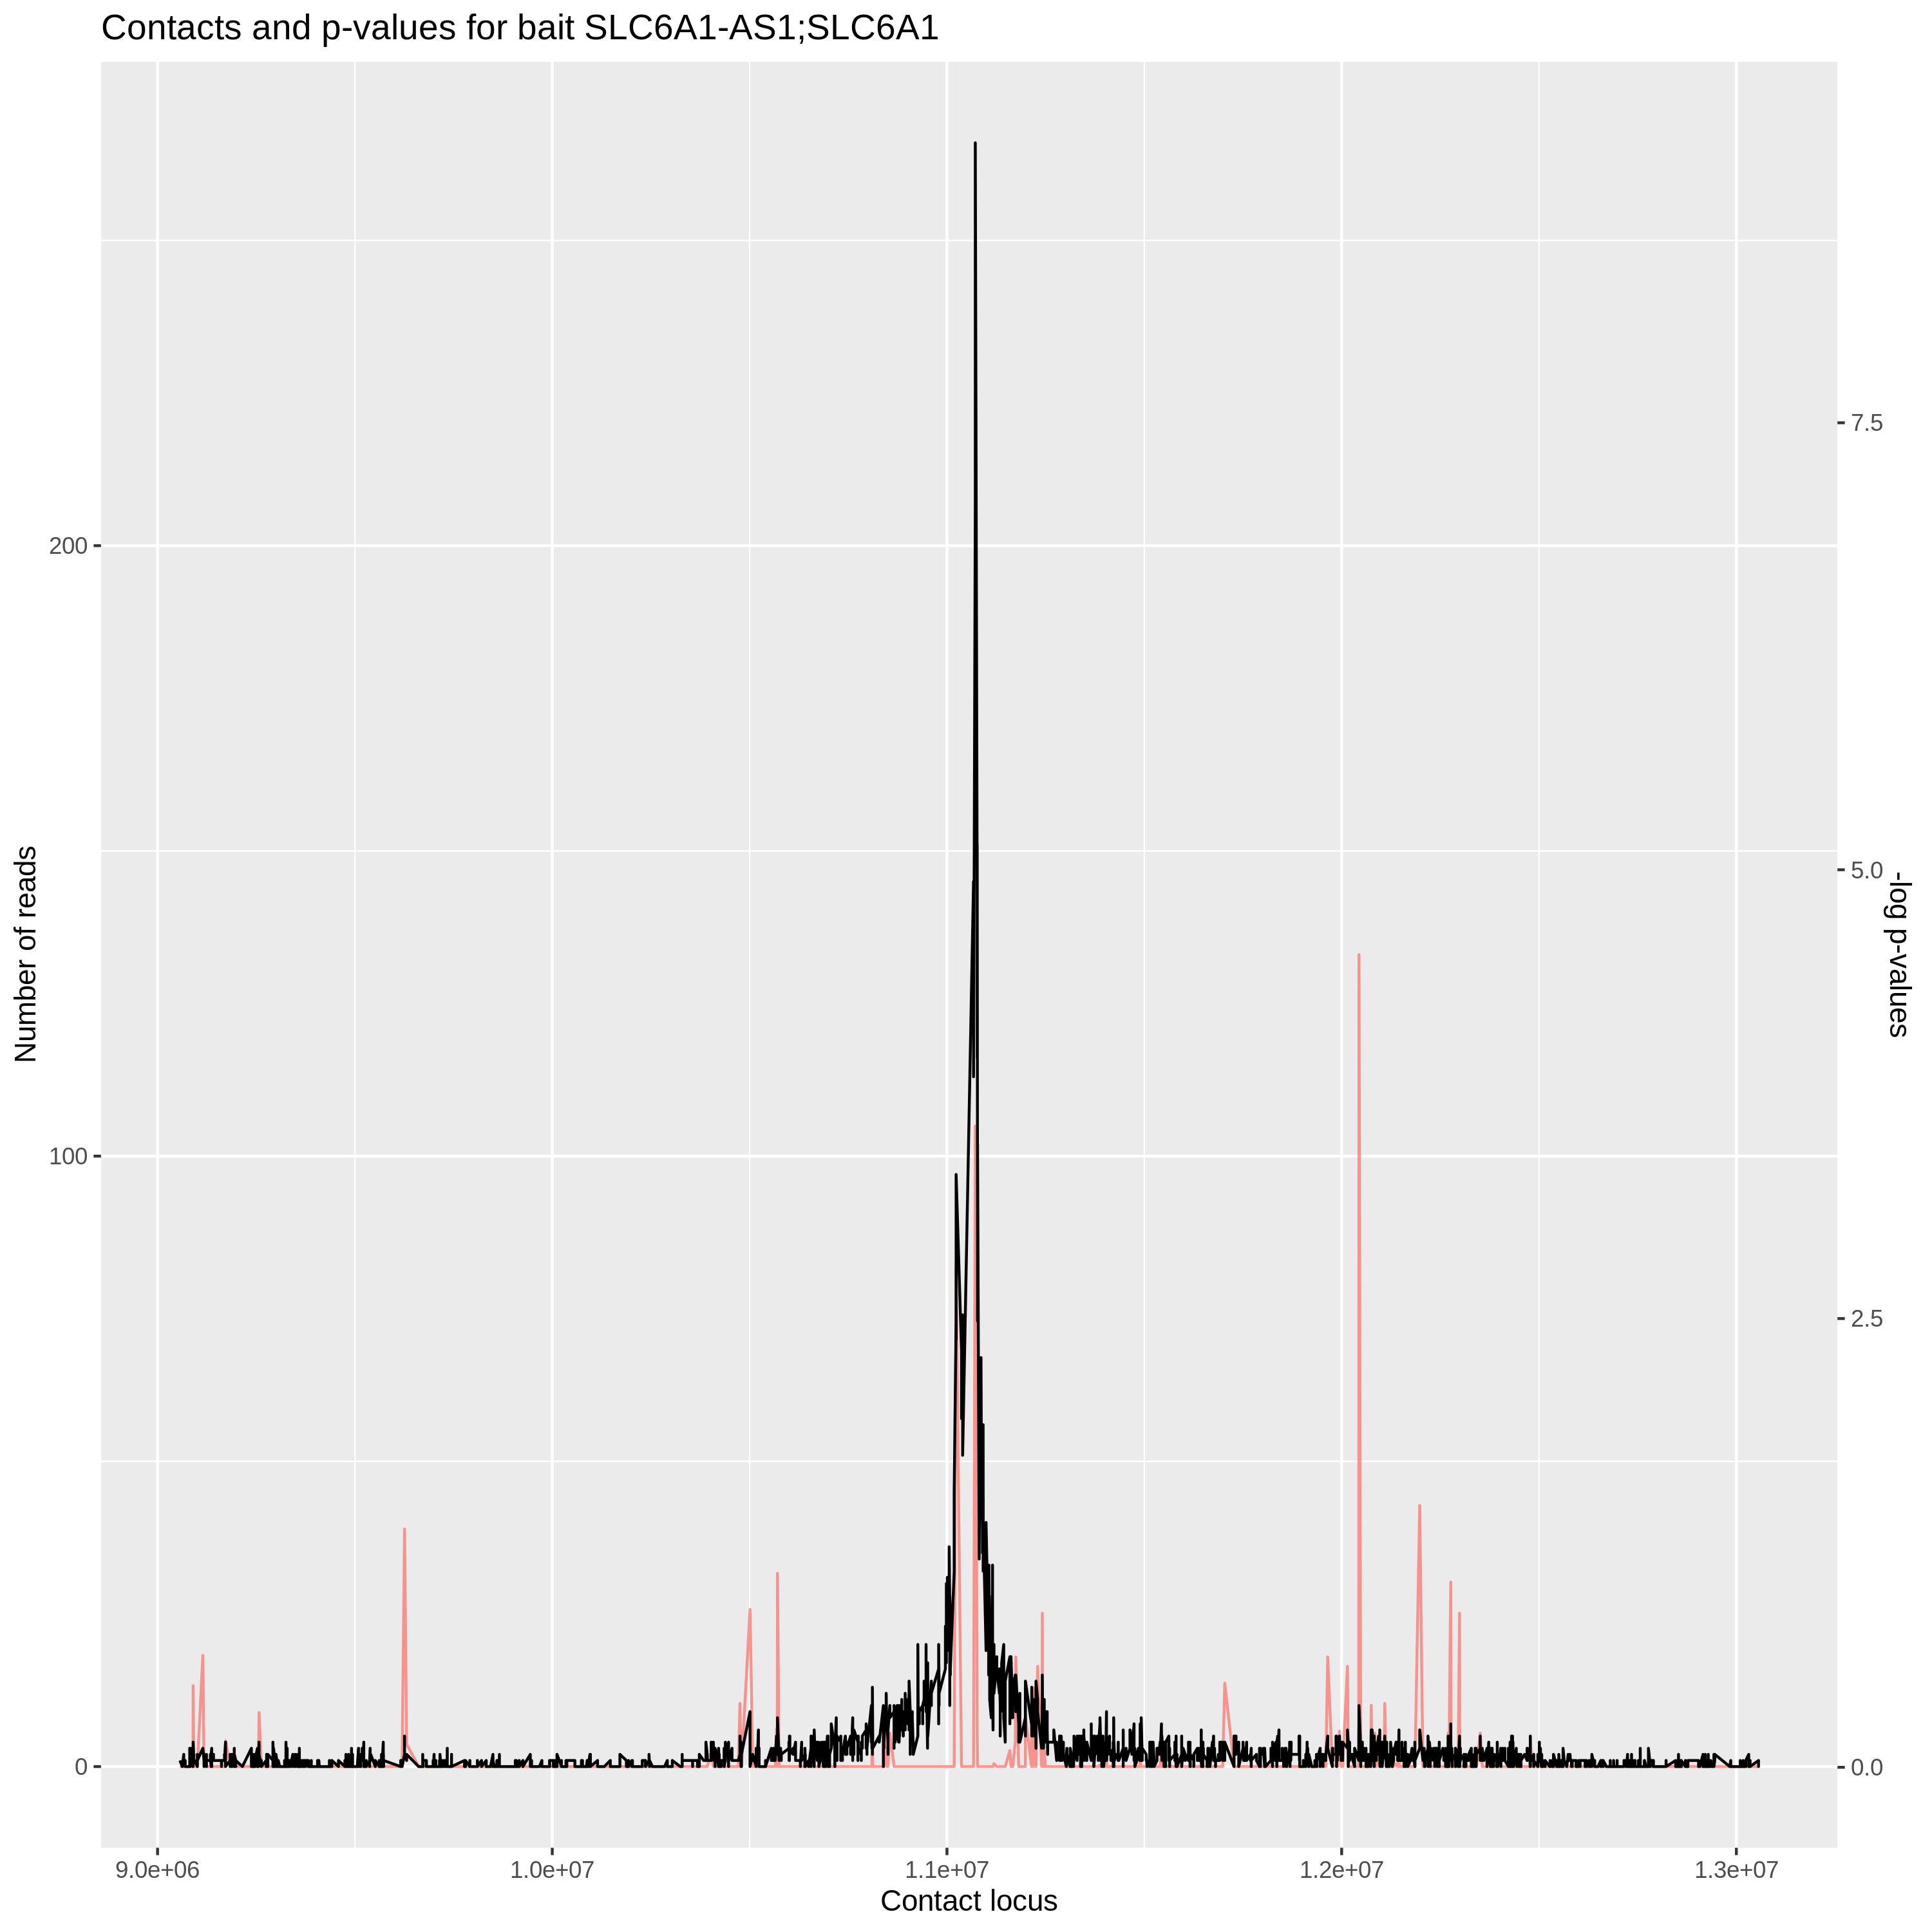 Contacts and p-values for bait SLC6A1-AS1;SLC6A1
Number of reads
200
100
0
7.5
5.0
2.5
0.0
-log p-values
9.0e+06 1.0e+07 1.1e+07 1.2e+07 1.3e+07
Contact locus